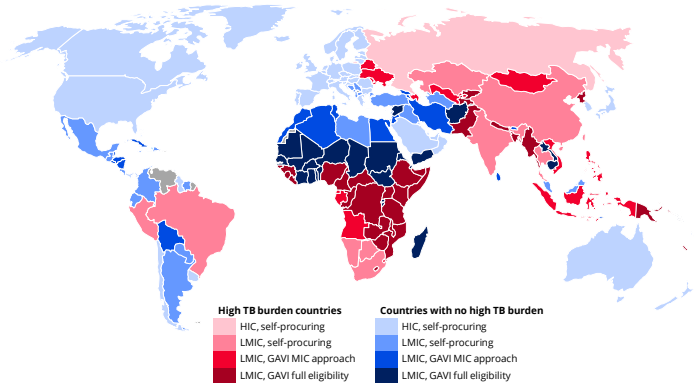 High TB burden countries
HIC, self-procuring
LMIC, self-procuring
LMIC, GAVI MIC approach
LMIC, GAVI full eligibility
Countries with no high TB burden
HIC, self-procuring
LMIC, self-procuring
LMIC, GAVI MIC approach
LMIC, GAVI full eligibility